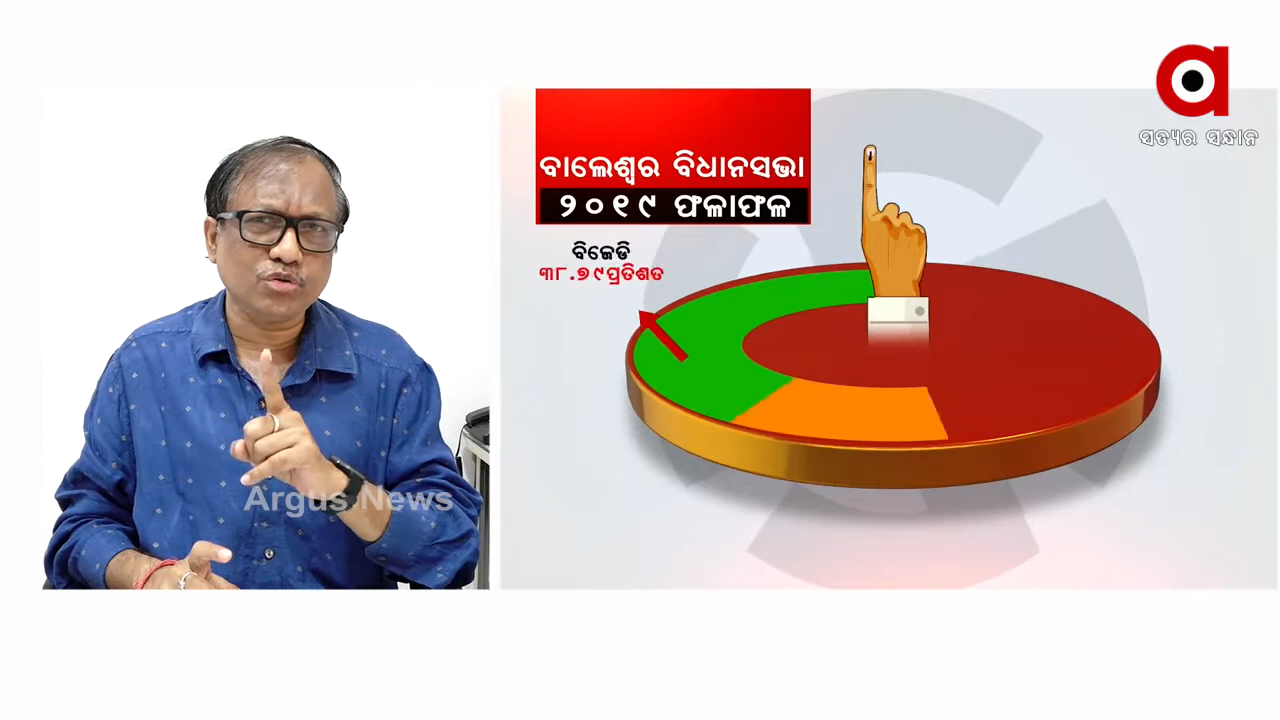 ସତ୍ୟର ସନ୍ଧାନ
ବାଲେଶ୍ୱର ବିଧାନସଭା
୨୦୧୯ ଫଳାଫଳ
ବିଜେଡି
୩୮.୭୯ପ୍ରତିଶତ
Argus News